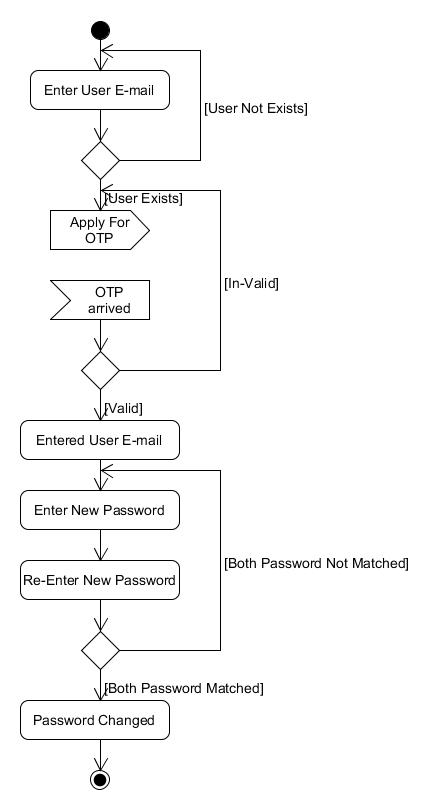 Enter User E-mail
[User Not Exists]
[User Exists]
Apply For
OTP
[In-Valid]
OTP
arrived
[Valid]
Entered User E-mail
Enter New Password
[Both Password Not Matched]
Re-Enter New Password
[Both Password Matched]
Password Changed